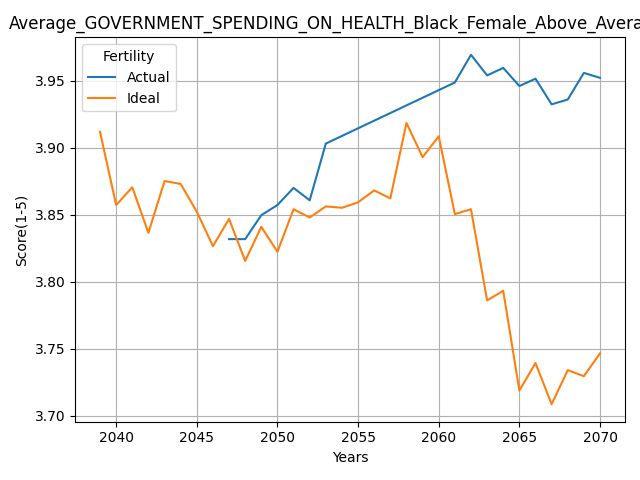 Average_GOVERNMENT_SPENDING_ON_HEALTH_Black_Female_Above_Avera
Fertility
Actual
Ideal
3.95
3.90
3.85
3.80
3.75
3.70
Score(1-5)
2040 2045 2050 2055 2060 2065 2070
Years